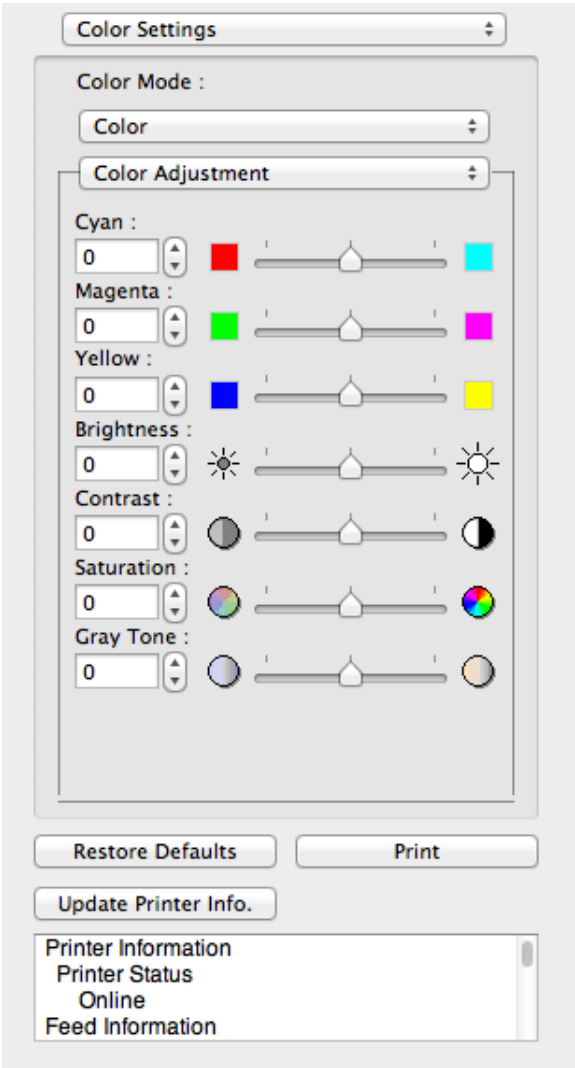 Color Settings
Color Mode :
Color
Color Adjustment
Cyan :
0
Magenta :
0
Yellow :
0
Brightness :
0
Contrast :
0
Saturation :
0
Gray Tone :
0
Restore Defaults
Print
Update Printer Info.
Printer Information
Printer Status
Online
Feed Information